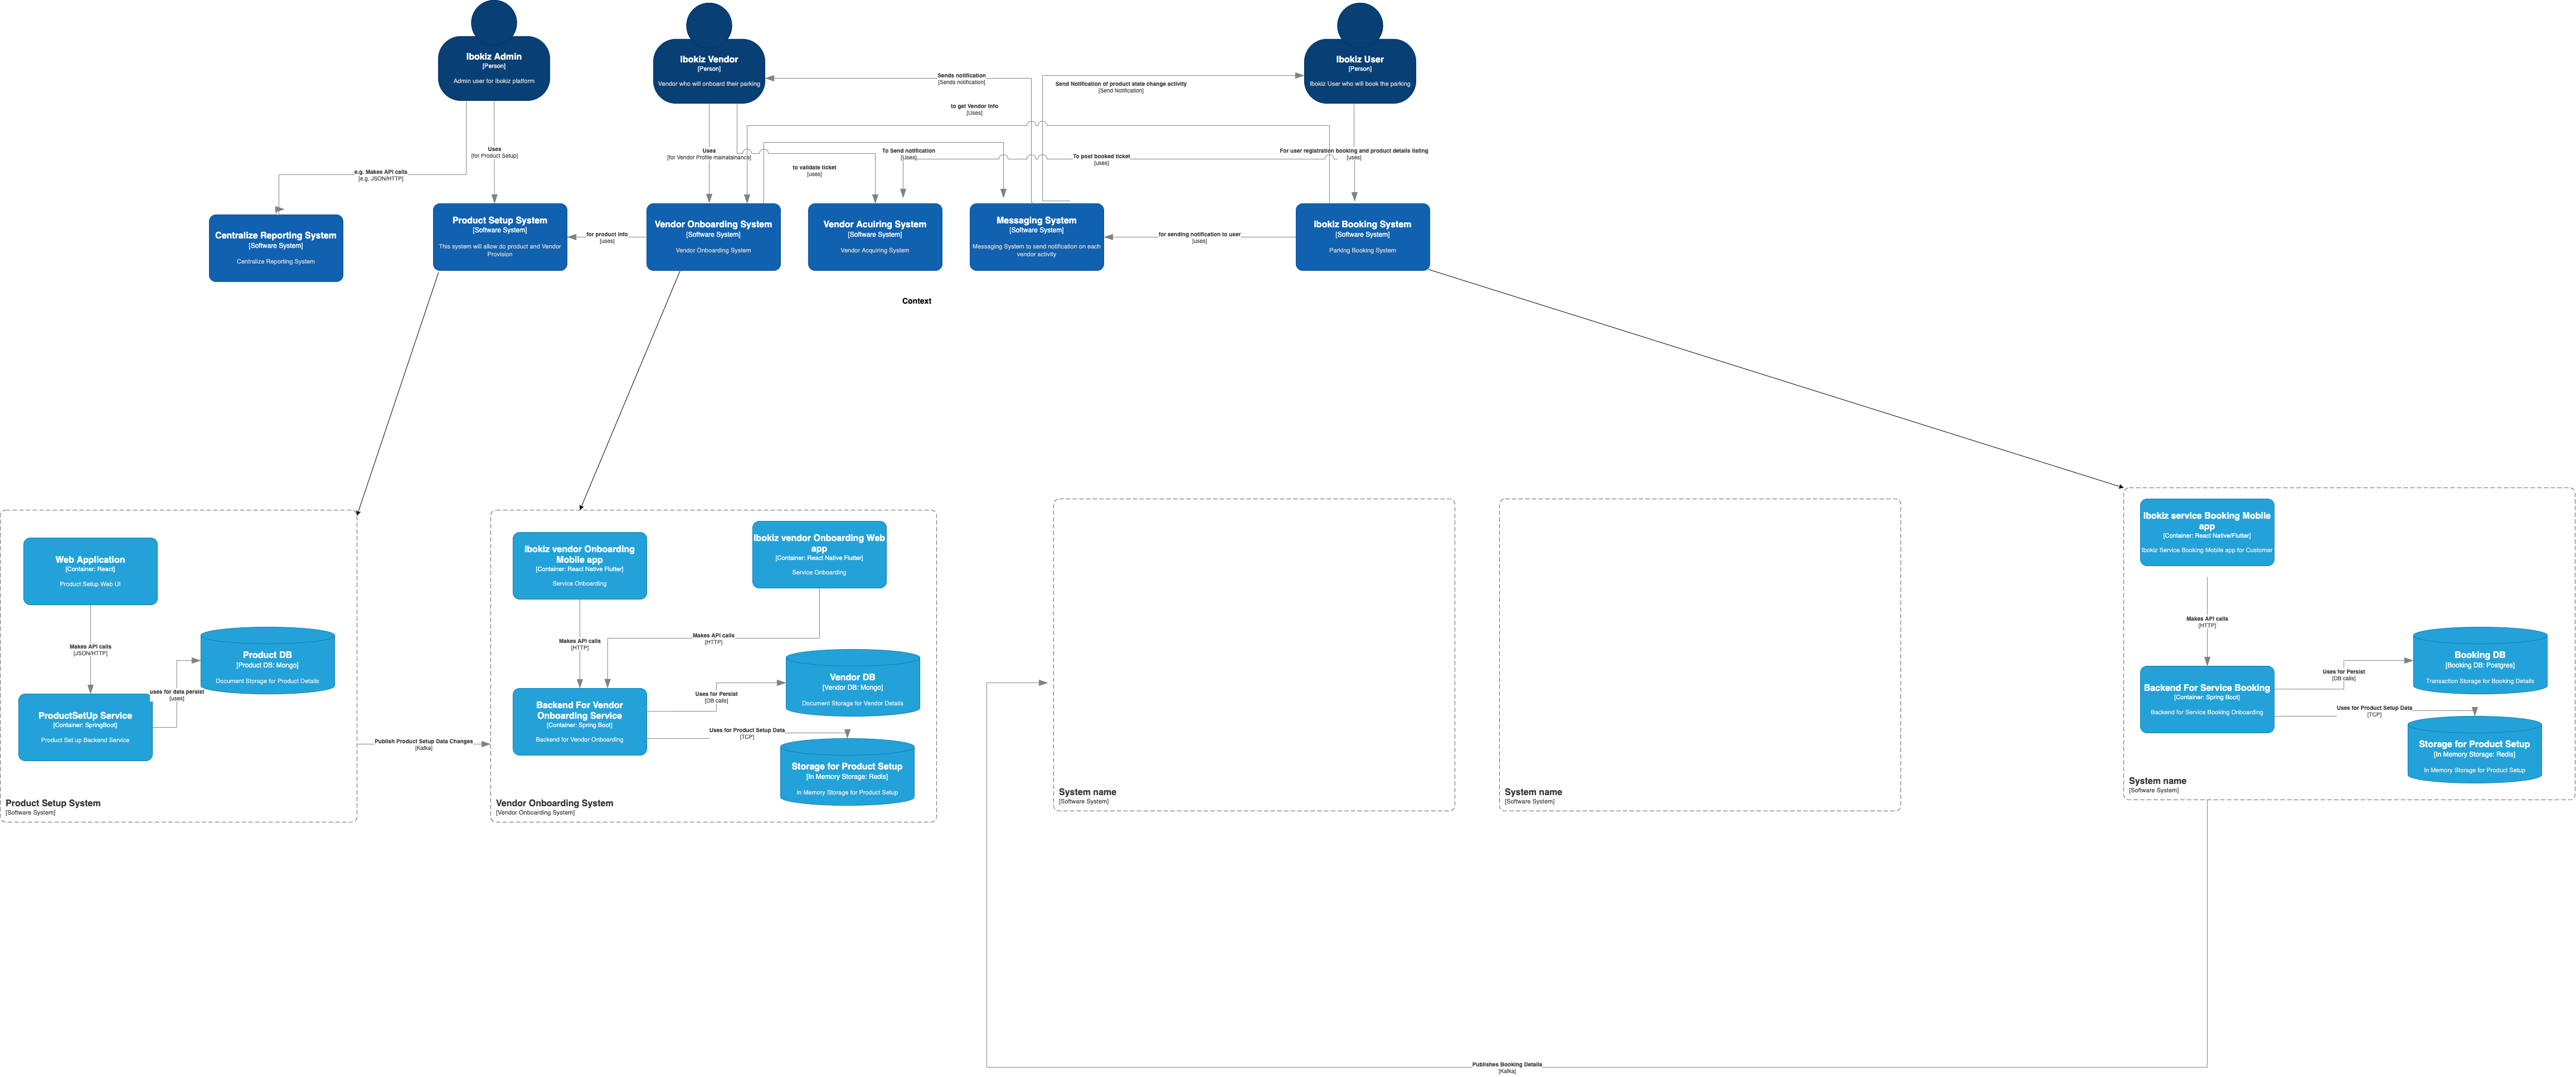 Ibokiz Admin
[Person]
Admin user for Ibokiz platform
Ibokiz Vendor
[Person]
Vendor who will onboard their parking
Ibokiz User
[Person]
Ibokiz User who will book the parking
Sends notification
[Sends notification]
Send Notification of product state change activity
[Send Notification]
to get Vendor Info
[Uses]
Uses
[for Product Setup]
Uses
[for Vendor Profile mainatainance]
to validate ticket
[uses]
To Send notification
[Uses]
To post booked ticket
[uses]
For user registration booking and product details listing
[uses]
e.g. Makes API calls
[e.g. JSON/HTTP]
Centralize Reporting System
[Software System]
Centralize Reporting System
Product Setup System
[Software System]
This system will allow do product and Vendor
Provision
for product info
[uses]
Vendor Onboarding System
[Software System]
Vendor Onboarding System
Vendor Acuiring System
[Software System]
Vendor Acquiring System
Messaging System
[Software System]
Messaging System to send notification on each
vendor activity
for sending notification to user
[uses]
Ibokiz Booking System
[Software System]
Parking Booking System
Context
Web Application
[Container: React]
Product Setup Web UI
Makes API calls
[JSON/HTTP]
Product DB
[Product DB: Mongo]
Document Storage for Product Details
uses for data persist
[uses]
ProductSetUp Service
[Container: SpringBoot]
Product Set up Backend Service
Product Setup System
[Software System]
Publish Product Setup Data Changes
[Kafka]
Ibokiz vendor Onboarding
Mobile app
[Container: React Native Flutter]
Service Onboarding
Ibokiz vendor Onboarding Web
app
[Container: React Native Flutter]
Service Onboarding
Makes API calls
[HTTP]
Makes API calls
[HTTP]
Backend For Vendor
Onboarding Service
[Container: Spring Boot]
Backend for Vendor Onboarding
Uses for Persist
[DB calls]
Vendor DB
[Vendor DB: Mongo]
Document Storage for Vendor Details
Uses for Product Setup Data
[TCP]
Storage for Product Setup
[In Memory Storage: Redis]
In Memory Storage for Product Setup
Vendor Onboarding System
[Vendor Onboarding System]
System name
[Software System]
System name
[Software System]
Ibokiz service Booking Mobile
app
[Container: React Native/Flutter]
Ibokiz Service Booking Mobile app for Customer
Makes API calls
[HTTP]
Backend For Service Booking
[Container: Spring Boot]
Backend for Service Booking Onboarding
Uses for Persist
[DB calls]
Booking DB
[Booking DB: Postgres]
Transaction Storage for Booking Details
Uses for Product Setup Data
[TCP]
Storage for Product Setup
[In Memory Storage: Redis]
In Memory Storage for Product Setup
System name
[Software System]
Publishes Booking Details
[Kafka]